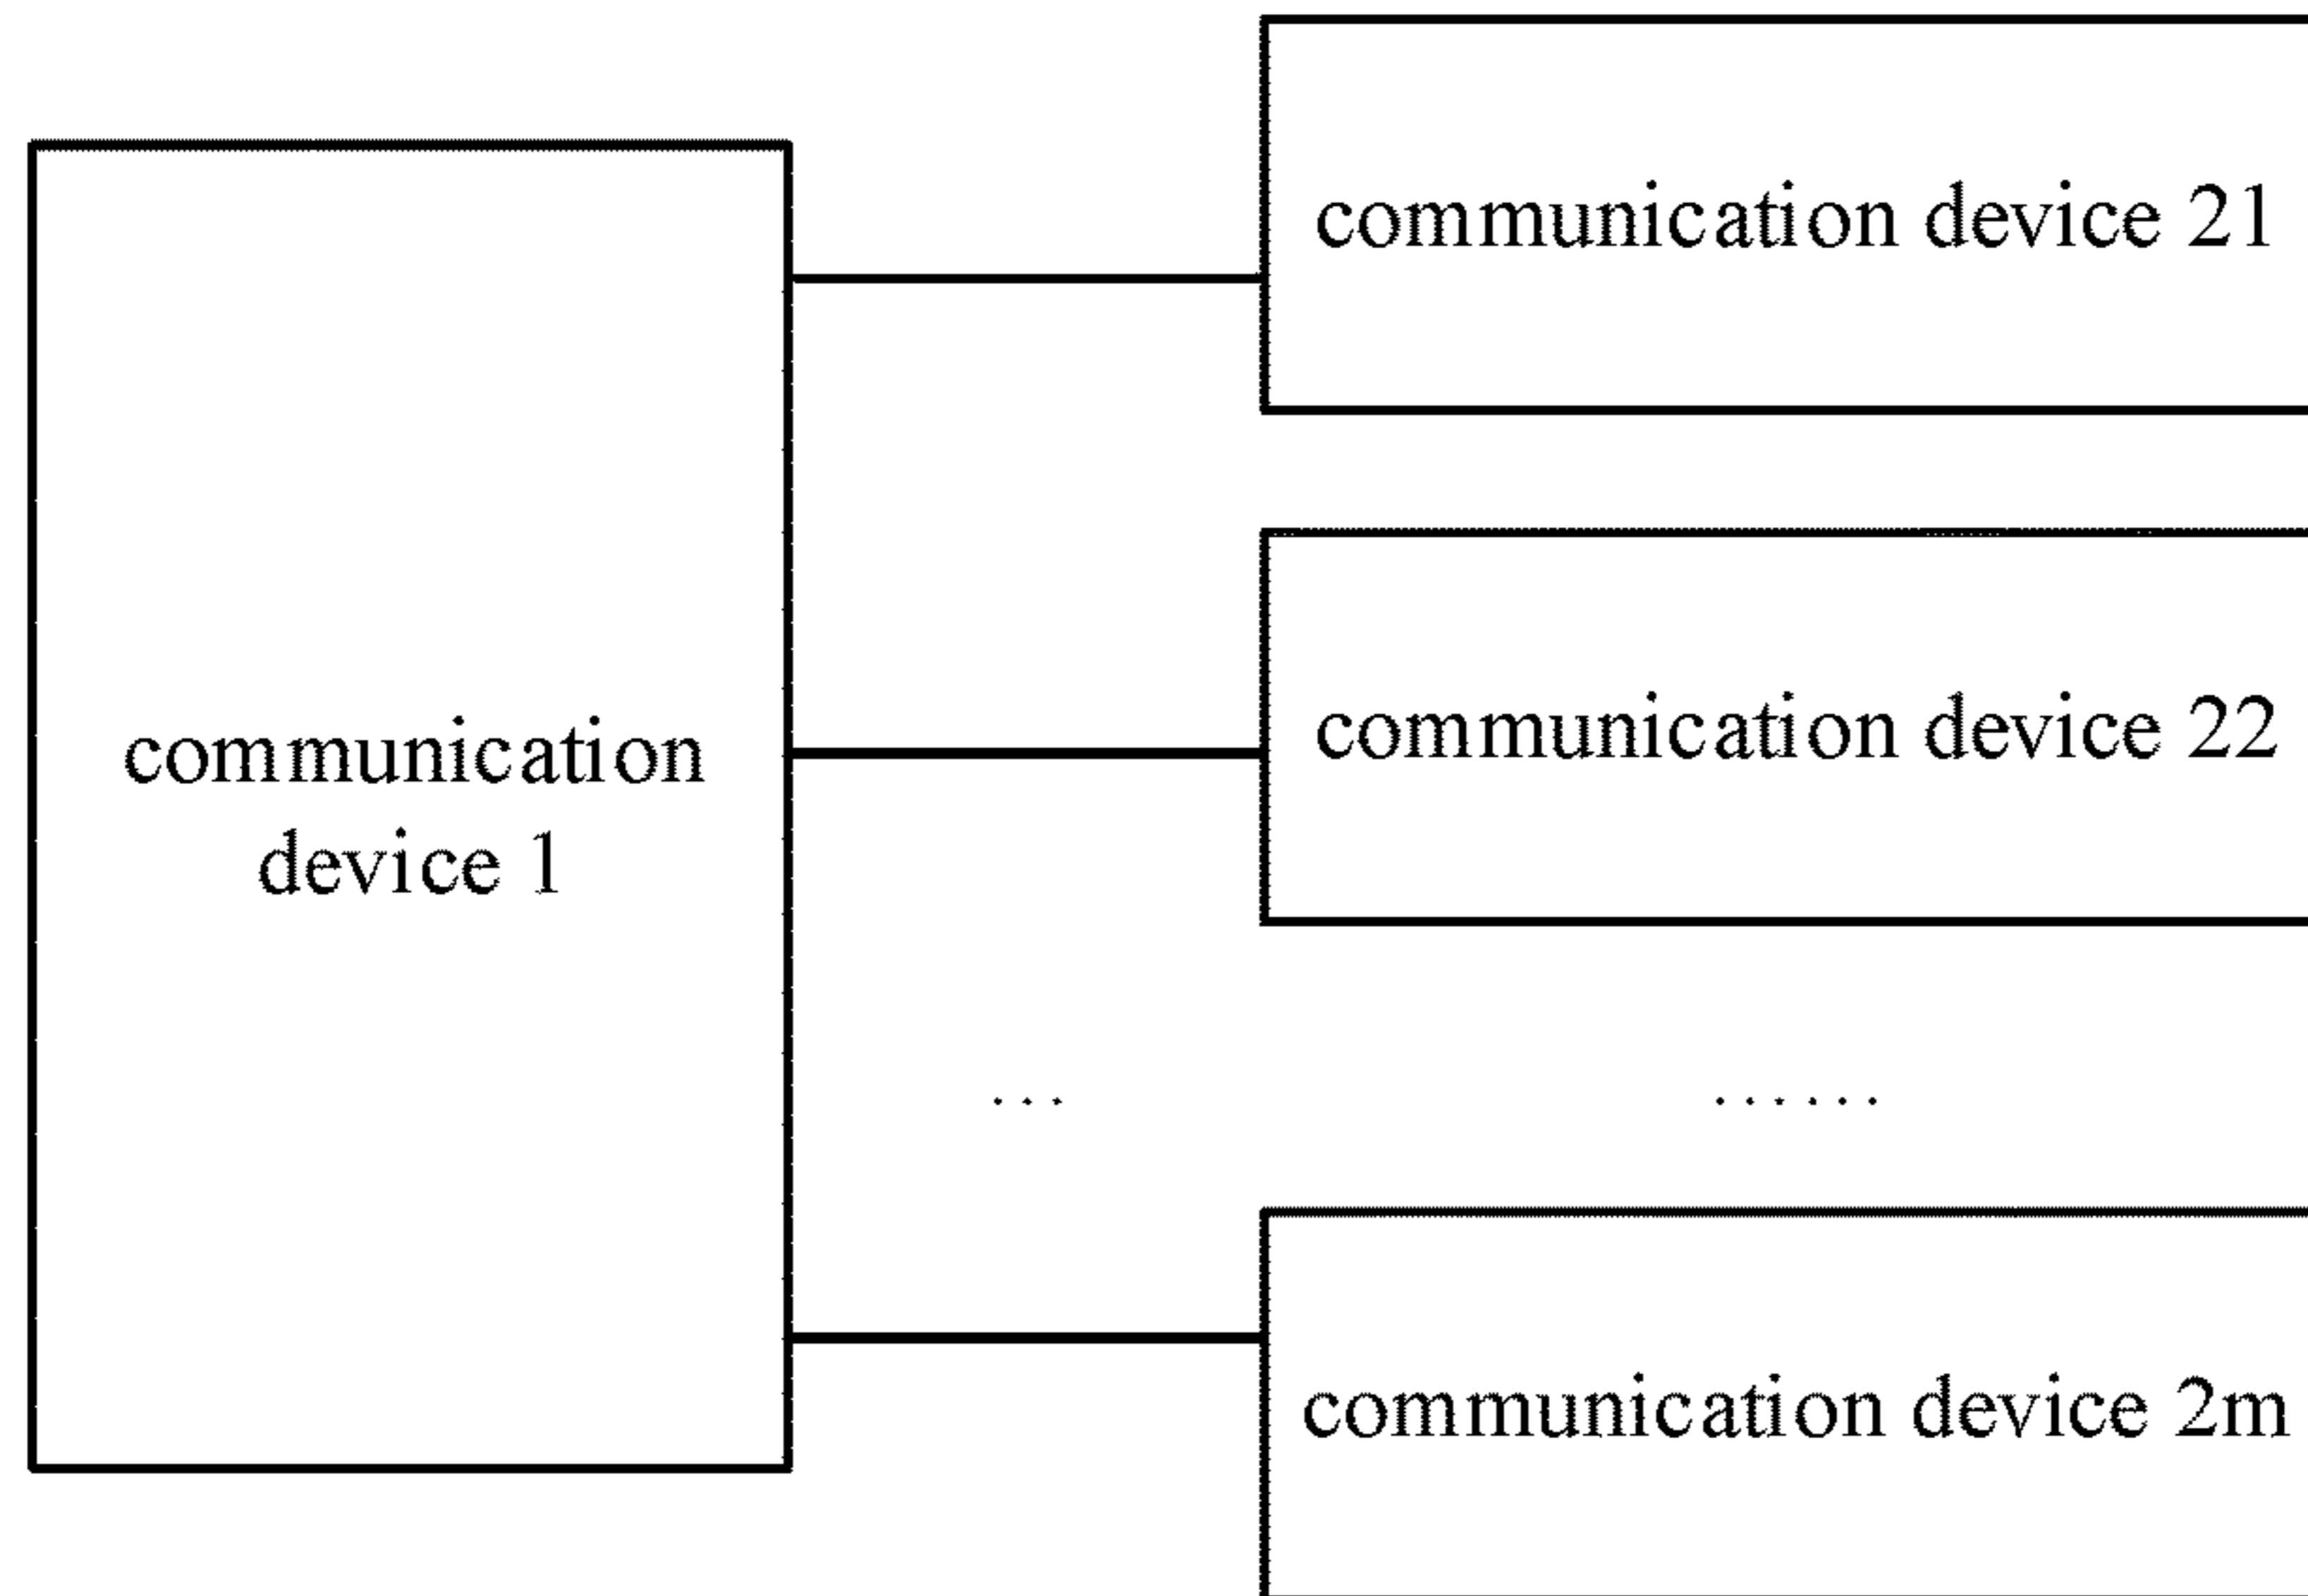 communication device 21
communication device 22
communication
device 1
... ......
communication device 2m